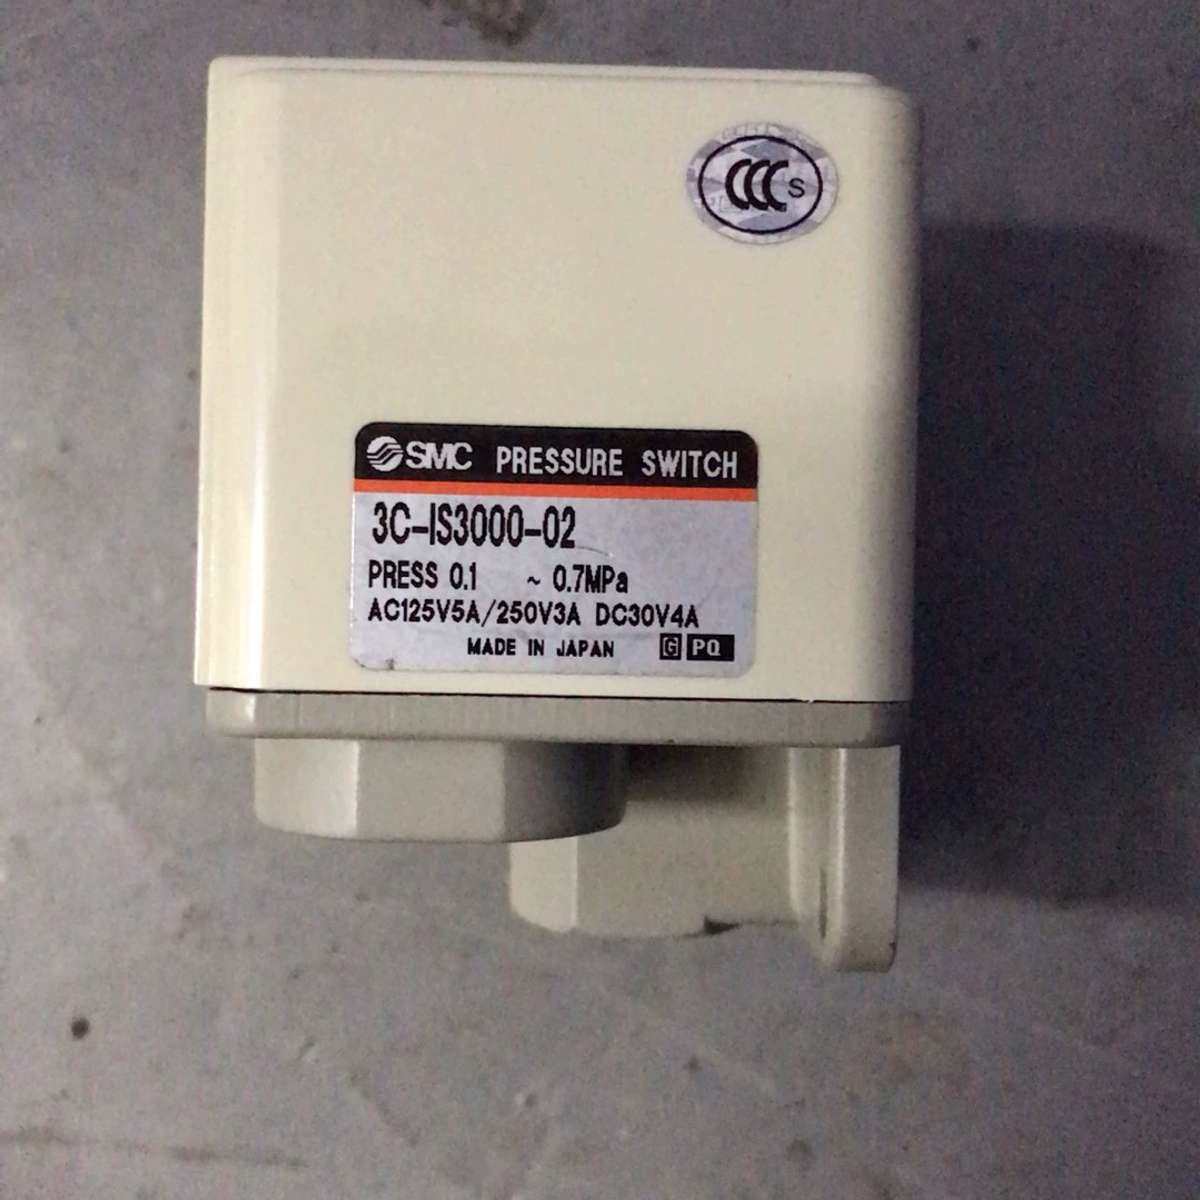 CCC S
SMC PRESSURE SWITCH
3C-IS3000-02
PRESS 0.1 ~ 0.7MPa
AC125V5A/250V3A DC30V4A
MADE IN JAPAN G PQ